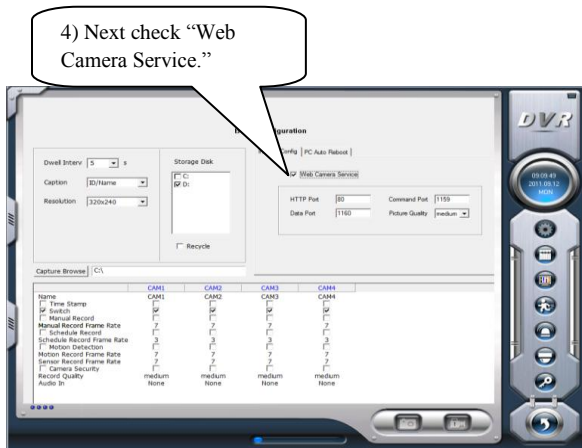 4) Next check “Web
Camera Service.”
DVR
guration
Config PC Auto Reboot
Dwell Interv 5 s
Storage Disk
C:
D:
Web Camera Service
09:09:49
2011.09.12
MON
Caption ID/Name
HTTP Port 80 Command Port 1159
Resolution 320x240
Data Port 1160 Picture Quality medium
Recycle
Capture Browse C:\
CAM1 CAM2 CAM3 CAM4
Name CAM1 CAM2 CAM3 CAM4
Time Stamp
Switch
Manual Record
Manual Record Frame Rate 7 7 7 7
Schedule Record
Schedule Record Frame Rate 3 3 3 3
Motion Detection
Motion Record Frame Rate 7 7 7 7
Sensor Record Frame Rate 7 7 7 7
Camera Security
Record Quality medium medium medium medium
Audio In None None None None